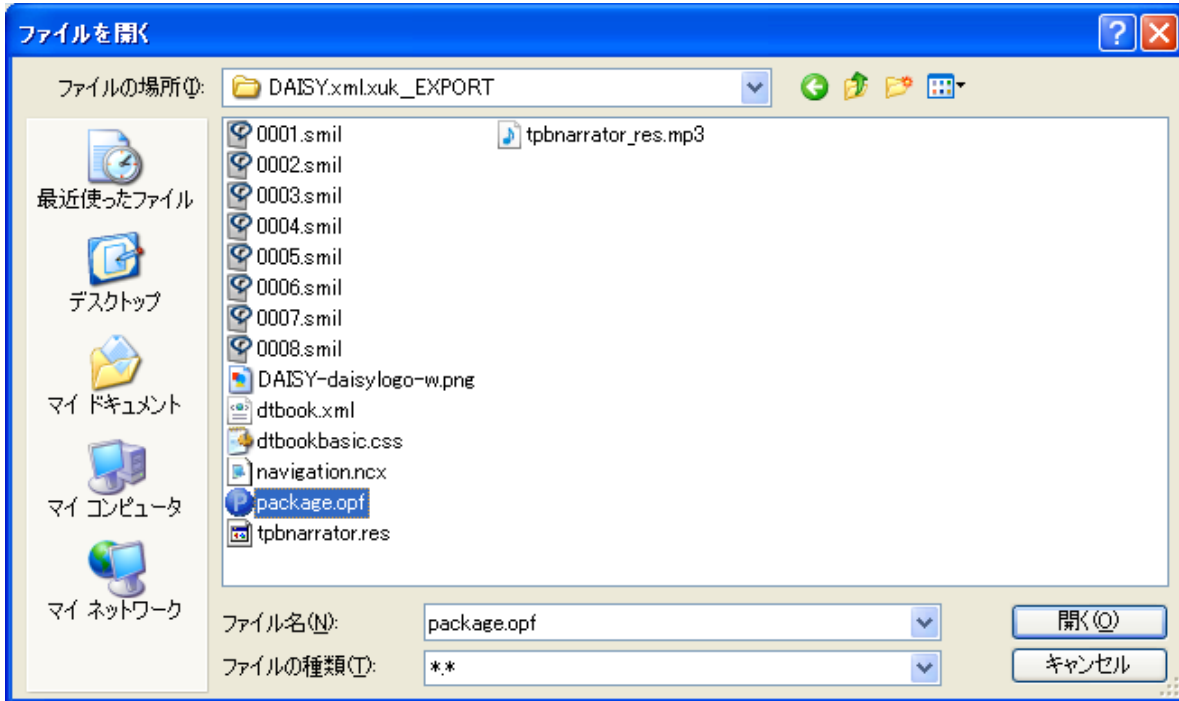 ファイルを開く
ファイルの場所(I):
DAISY.xml.xuk_EXPORT
最近使ったファイル
デスクトップ
マイ ドキュメント
マイ コンピュータ
マイ ネットワーク
0001.smil
0002.smil
0003.smil
0004.smil
0005.smil
0006.smil
0007.smil
0008.smil
DAISY-daisylogo-w.png
dtbook.xml
dtbookbasic.css
navigation.ncx
package.opf
tpbnarrator.res
tpbnarrator_res.mp3
ファイル名(N):
package.opf
開く(O)
ファイルの種類(T):
*.*
キャンセル